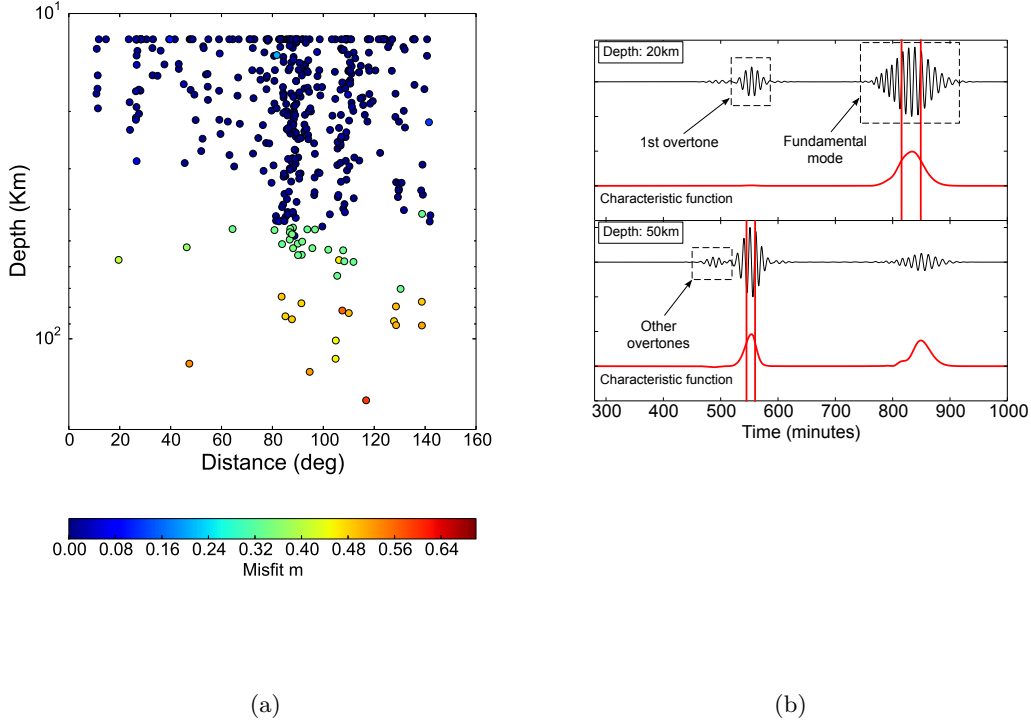 10^1
10^2
Depth (Km)
0 20 40 60 80 100 120 140 160
Distance (deg)
0.00 0.08 0.16 0.24 0.32 0.40 0.48 0.56 0.64
Misfit m
(a)
Depth: 20km
1st overtone
Fundamental
mode
Characteristic function
Depth: 50km
Other
overtones
Characteristic function
300 400 500 600 700 800 900 1000
Time (minutes)
(b)